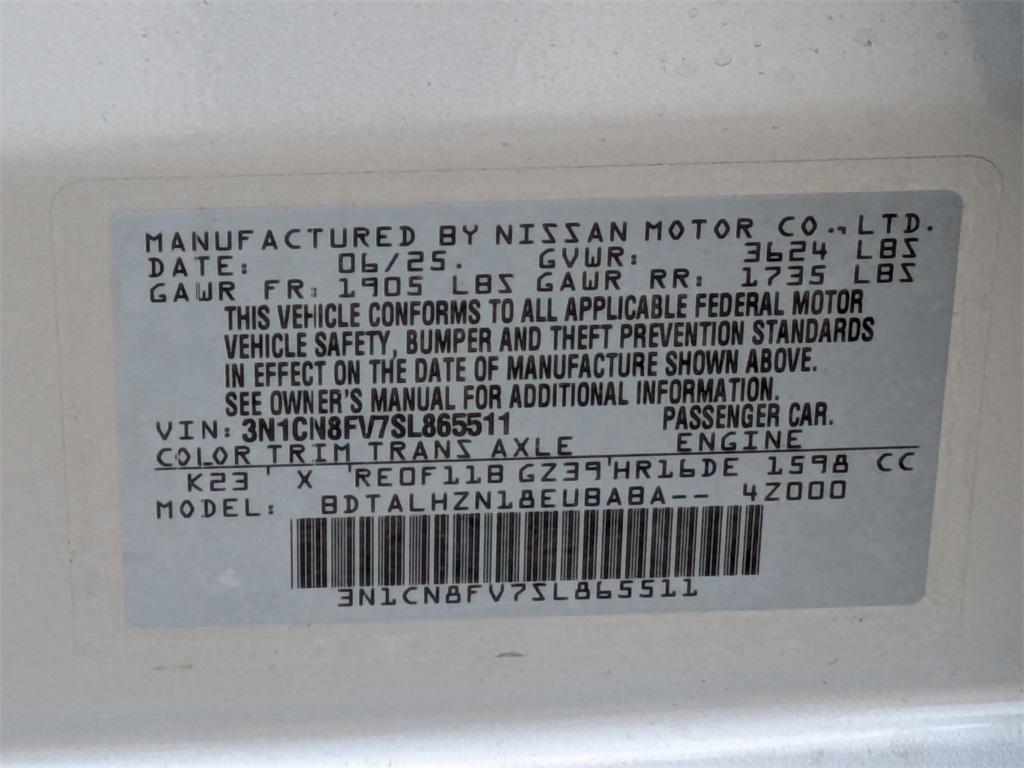 MANUFACTURED BY NISSAN MOTOR CO., LTD.
DATE: 06/25. GVWR: 3624 LBS
GAWR FR: 1905 LBS GAWR RR: 1735 LBS
THIS VEHICLE CONFORMS TO ALL APPLICABLE FEDERAL MOTOR
VEHICLE SAFETY, BUMPER AND THEFT PREVENTION STANDARDS
IN EFFECT ON THE DATE OF MANUFACTURE SHOWN ABOVE.
SEE OWNER'S MANUAL FOR ADDITIONAL INFORMATION.
VIN: 3N1CN8FV7SL865511 PASSENGER CAR.
COLOR TRIM TRANS AXLE ENGINE
K23 ' X 'RE0F11B GZ39'HR16DE 1598 CC
MODEL: BDTALHZN18EUBABA-- 4Z000
3N1CN8FV7SL865511